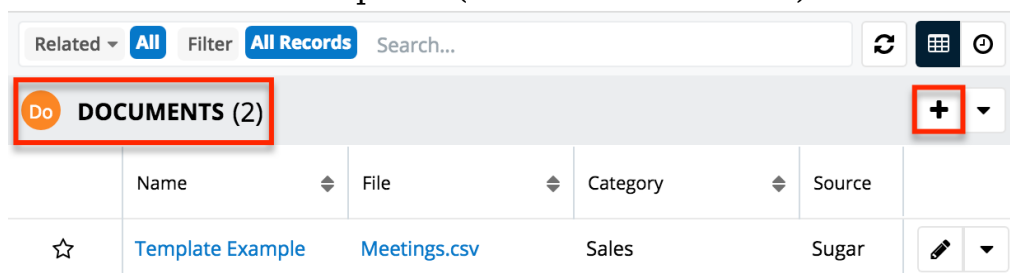 Related All Filter All Records Search...
Do DOCUMENTS (2)
Name File Category Source
Template Example Meetings.csv Sales Sugar